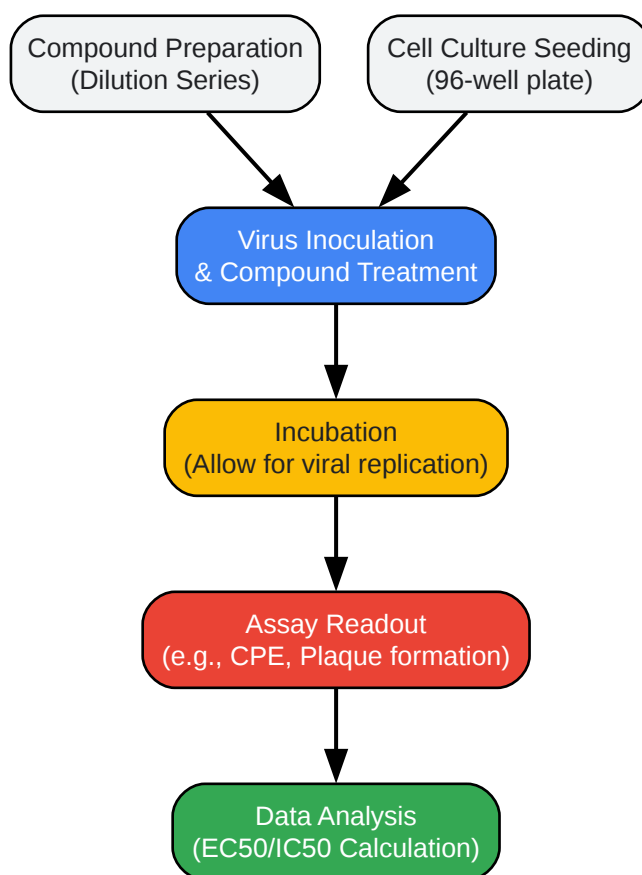 Compound Preparation
(Dilution Series)
Cell Culture Seeding
(96-well plate)
Virus Inoculation
& Compound Treatment
Incubation
(Allow for viral replication)
Assay Readout
(e.g., CPE, Plaque formation)
Data Analysis
(EC50/IC50 Calculation)